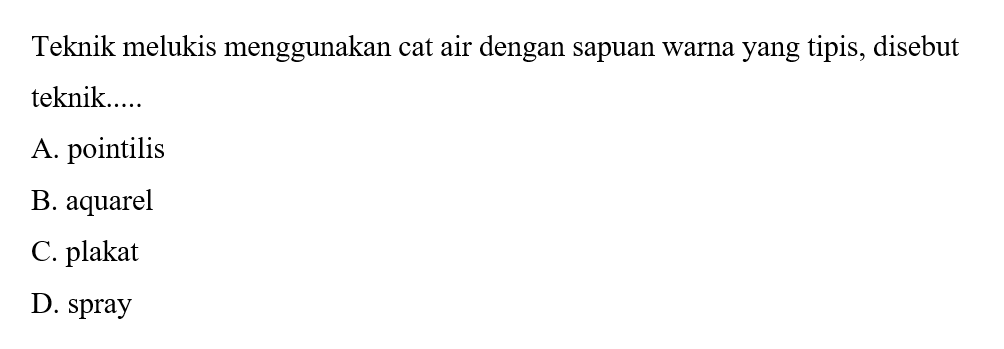 Teknik melukis menggunakan cat air dengan sapuan warna yang tipis, disebut
teknik.....
A. pointilis
B. aquarel
C. plakat
D. spray